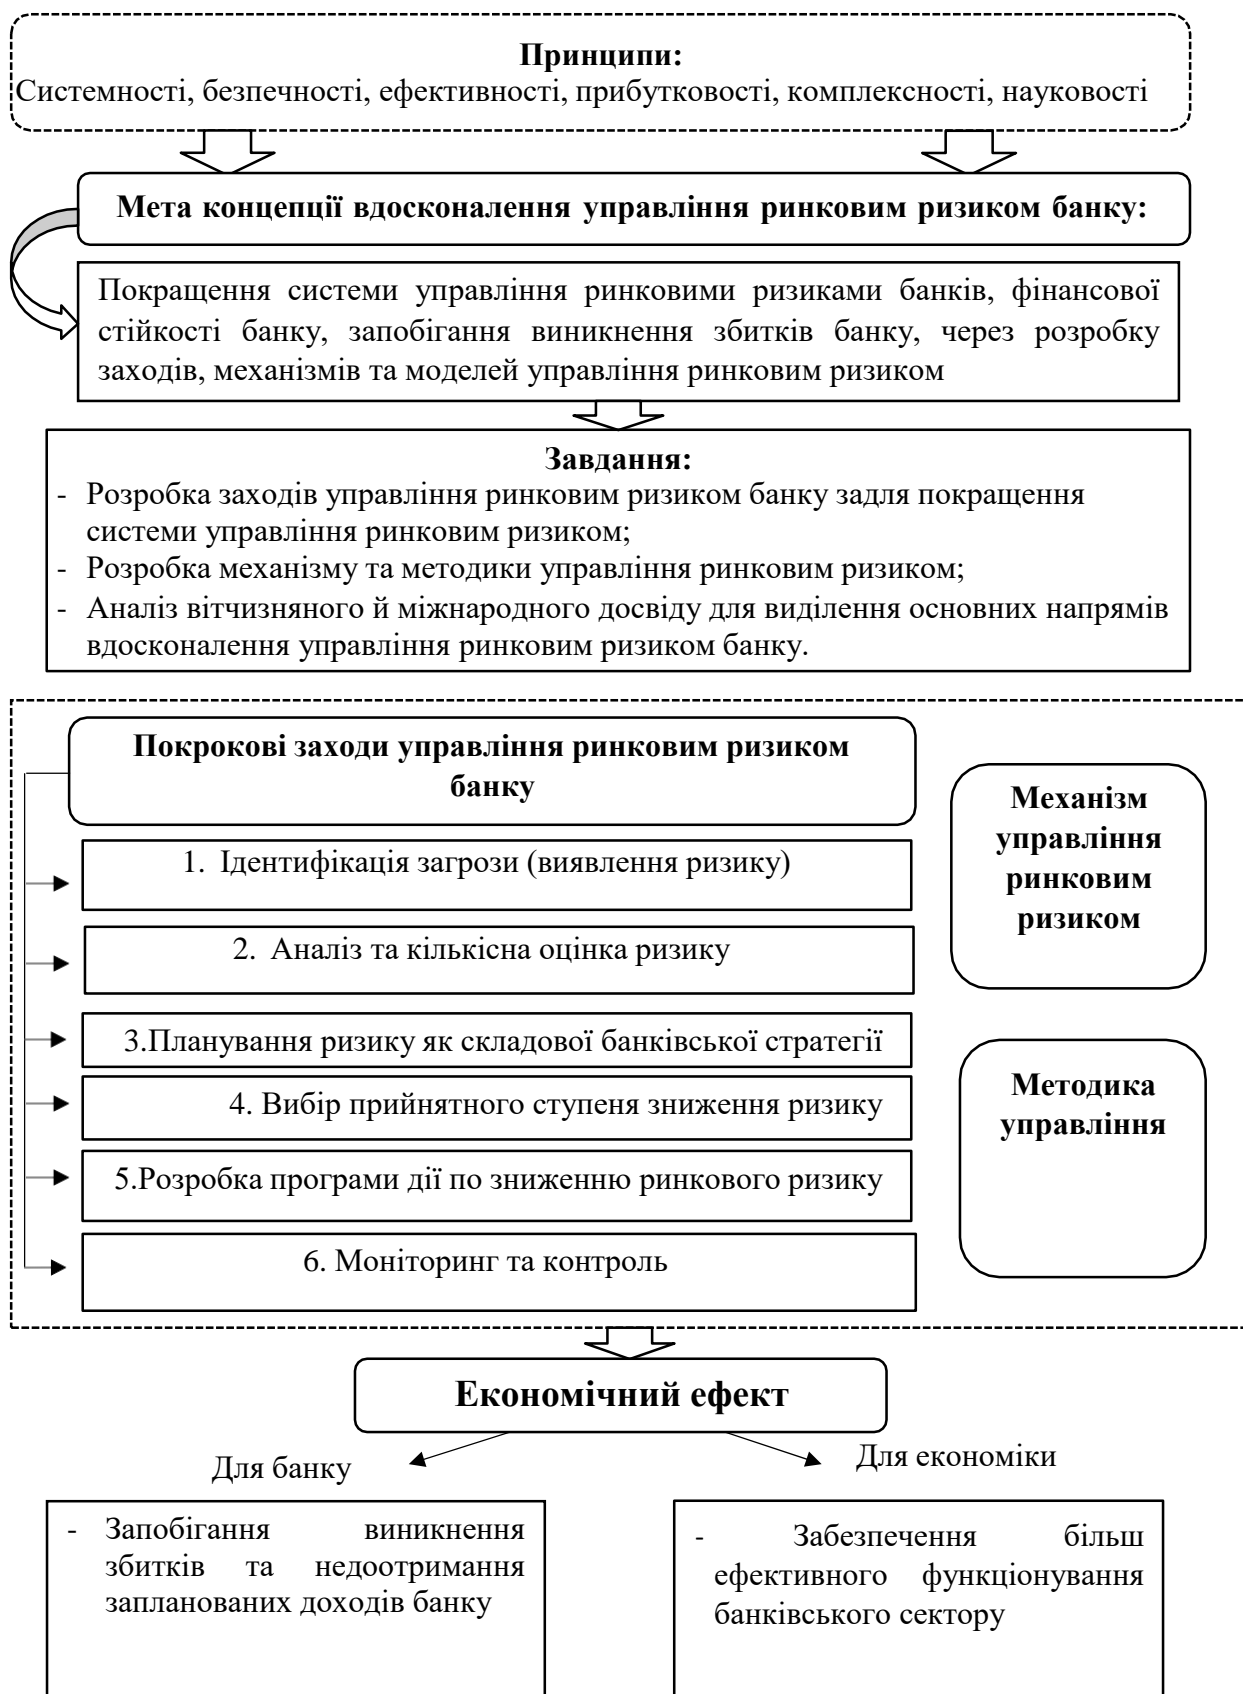 Принципи:
Системності, безпечності, ефективності, прибутковості, комплексності, науковості
Мета концепції вдосконалення управління ринковим ризиком банку:
Покращення системи управління ринковими ризиками банків, фінансової
стійкості банку, запобігання виникнення збитків банку, через розробку
заходів, механізмів та моделей управління ринковим ризиком
Завдання:
- Розробка заходів управління ринковим ризиком банку задля покращення
системи управління ринковим ризиком;
- Розробка механізму та методики управління ринковим ризиком;
- Аналіз вітчизняного й міжнародного досвіду для виділення основних напрямів
вдосконалення управління ринковим ризиком банку.
Покрокові заходи управління ринковим ризиком
банку
1. Ідентифікація загрози (виявлення ризику)
2. Аналіз та кількісна оцінка ризику
3.Планування ризику як складової банківської стратегії
4. Вибір прийнятного ступеня зниження ризику
5.Розробка програми дії по зниженню ринкового ризику
6. Моніторинг та контроль
Механізм
управління
ринковим
ризиком
Методика
управління
Економічний ефект
Для банку
- Запобігання виникнення
збитків та недоотримання
запланованих доходів банку
Для економіки
- Забезпечення більш
ефективного функціонування
банківського сектору